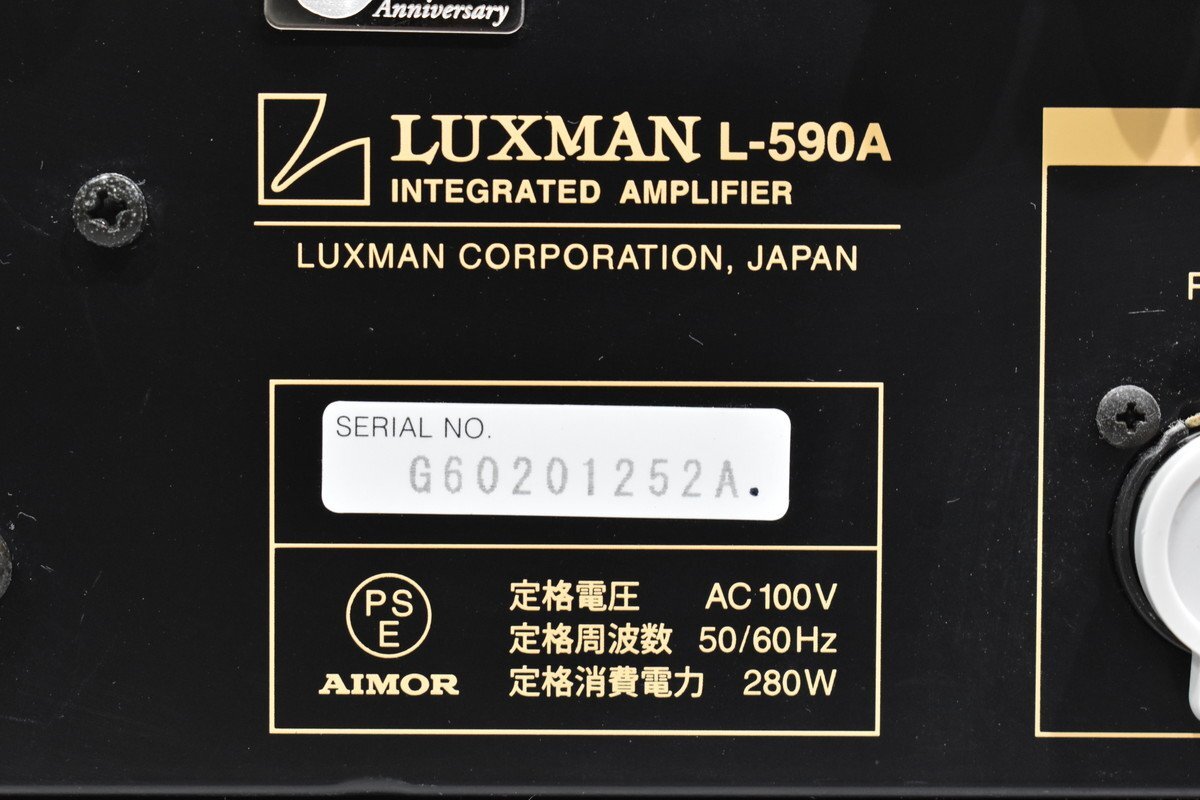 Anniversary
LUXMAN L-590A
INTEGRATED AMPLIFIER
LUXMAN CORPORATION, JAPAN
SERIAL NO.
G60201252A.
PSE
AIMOR
定格電圧 AC 100V
定格周波数 50/60Hz
定格消費電力 280W